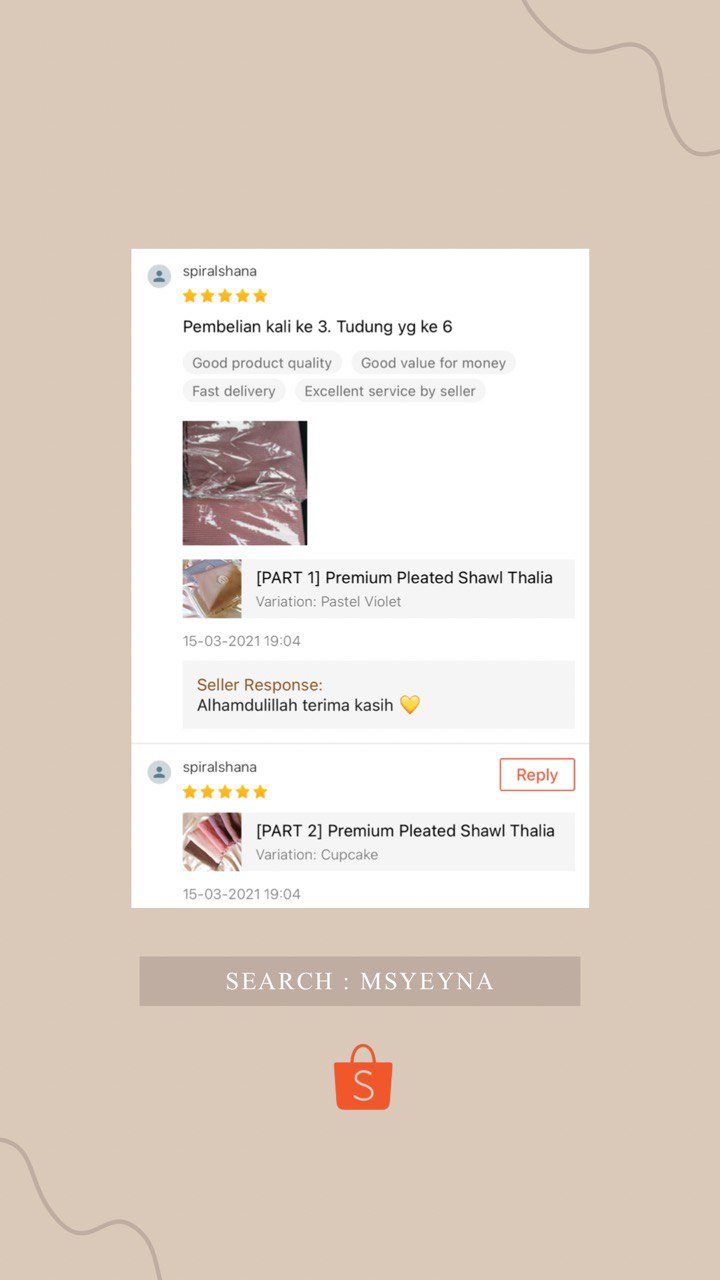 spiralshana
Pembelian kali ke 3. Tudung yg ke 6
Good product quality
Good value for money
Fast delivery
Excellent service by seller
[PART 1] Premium Pleated Shawl Thalia
Variation: Pastel Violet
15-03-2021 19:04
Seller Response:
Alhamdulillah terima kasih 💛
spiralshana
Reply
[PART 2] Premium Pleated Shawl Thalia
Variation: Cupcake
15-03-2021 19:04
SEARCH : MSYEYNA
S